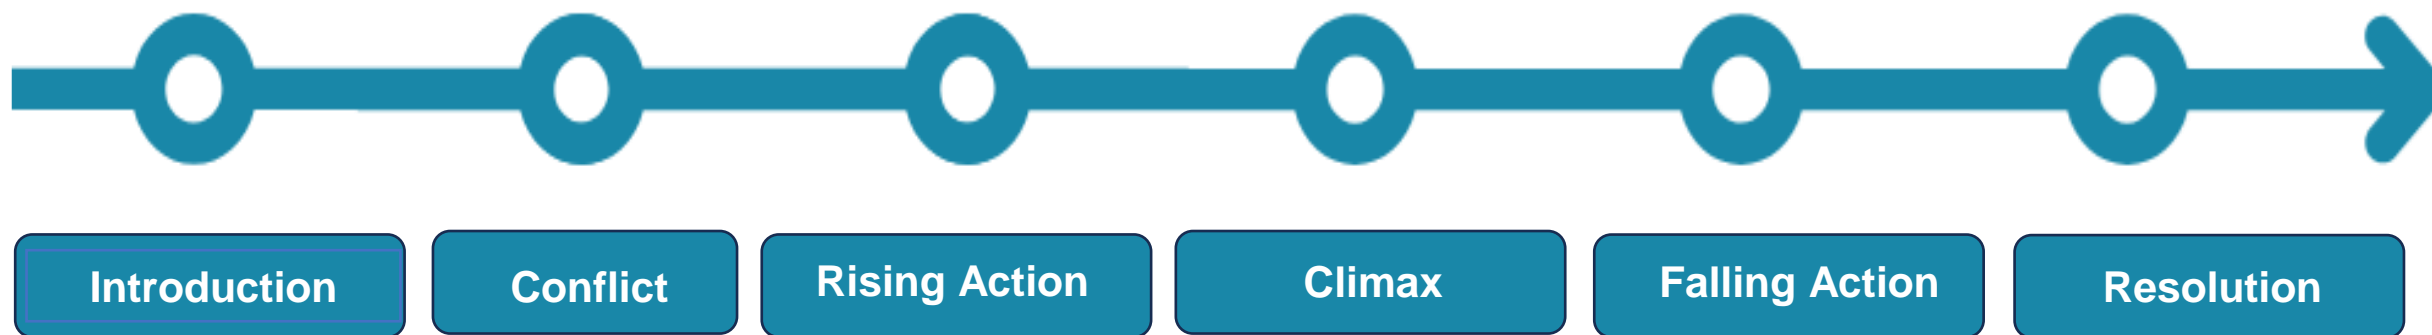 Introduction
Conflict
Rising Action
Climax
Falling Action
Resolution